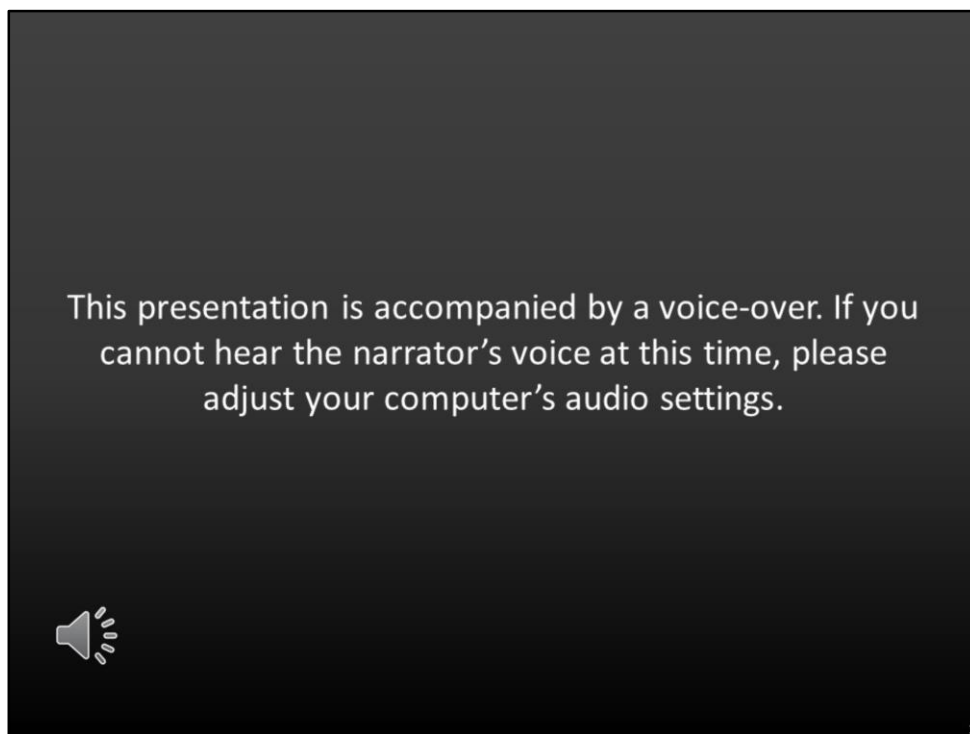 This presentation is accompanied by a voice-over. If you
cannot hear the narrator’s voice at this time, please
adjust your computer’s audio settings.